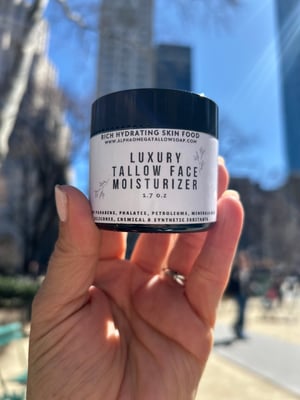 RICH HYDRATING SKIN FOOD
WWW.ALPHAOMEGATALLOWSOAP.COM
LUXURY
TALLOW FACE
MOISTURIZER
1.7 oz
PARABENS, PHALATES, PETROLEUMS,
CHEMICAL & SYNTHETIC